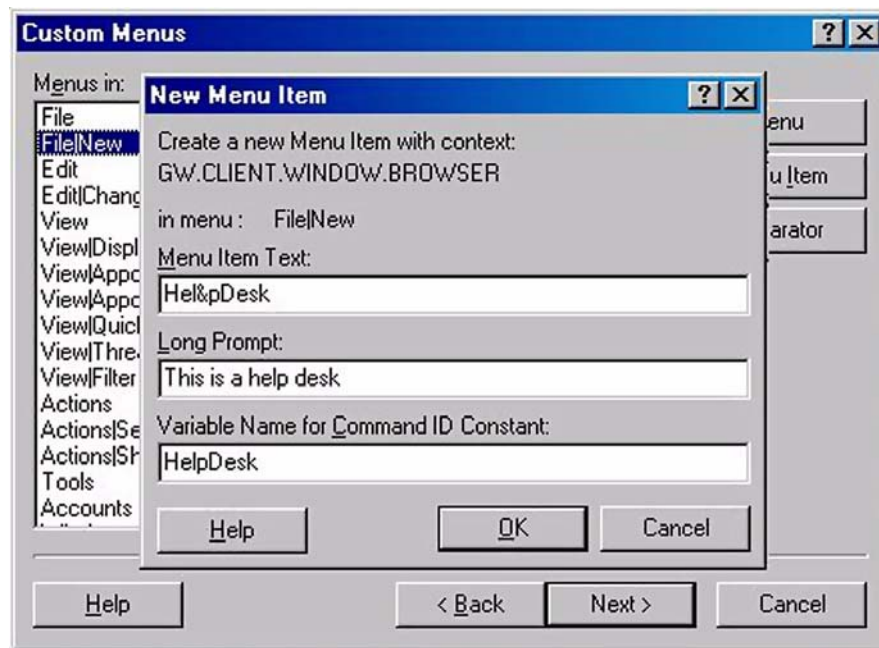 Custom Menus
Menus in:
New Menu Item
File
File|New
Edit
Edit|Chang
View
View|Displ
View|Appo
View|Appo
View|Quicl
View|Thre
View|Filter
Actions
Actions|Se
Actions|Sh
Tools
Accounts
Create a new Menu Item with context:
GW.CLIENT.WINDOW.BROWSER
in menu : File|New
Menu Item Text:
Hel&pDesk
Long Prompt:
This is a help desk
Variable Name for Command ID Constant:
HelpDesk
Help OK Cancel
enu
u Item
arator
Help < Back Next > Cancel